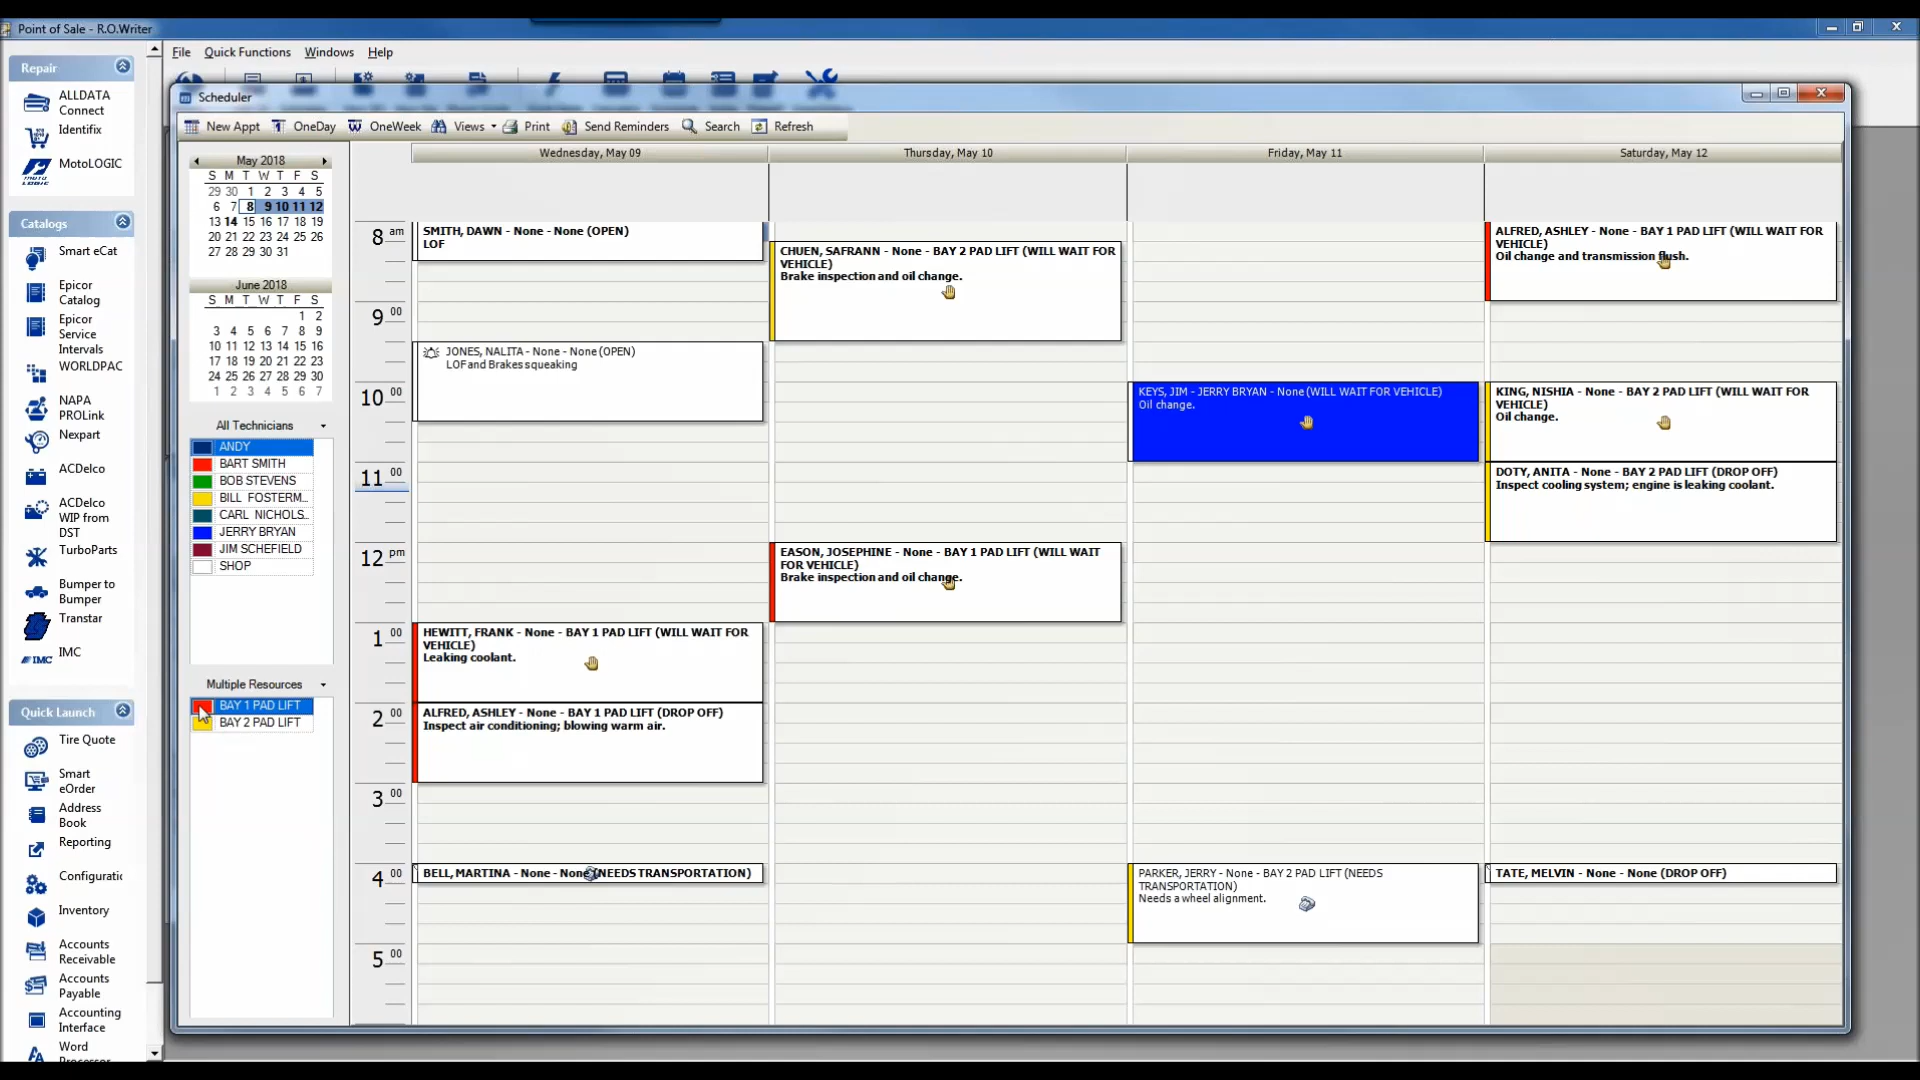 Point of Sale - R.O.Writer
File Quick Functions Windows Help
Repair
ALLDATA
Connect
Identifix
MotoLOGIC
Catalogs
Smart eCat
Epicor
Catalog
Epicor
Service
Intervals
WORLDPAC
NAPA
PROLink
Nexpart
ACDelco
ACDelco
WIP from
DST
TurboParts
Bumper to
Bumper
Transtar
IMC
IMC
Quick Launch
Tire Quote
Smart
eOrder
Address
Book
Reporting
Configuratic
Inventory
Accounts
Receivable
Accounts
Payable
Accounting
Interface
Word
Scheduler
New Appt OneDay OneWeek Views Print Send Reminders Search Refresh
May 2018
S M T W T F S
29 30 1 2 3 4 5
6 7 8 9 10 11 12
13 14 15 16 17 18 19
20 21 22 23 24 25 26
27 28 29 30 31
June 2018
S M T W T F S
1 2
3 4 5 6 7 8 9
10 11 12 13 14 15 16
17 18 19 20 21 22 23
24 25 26 27 28 29 30
1 2 3 4 5 6 7
All Technicians
ANDY
BART SMITH
BOB STEVENS
BILL FOSTERM...
CARL NICHOLS...
JERRY BRYAN
JIM SCHEFIELD
SHOP
Multiple Resources
BAY 1 PAD LIFT
BAY 2 PAD LIFT
Wednesday, May 09 Thursday, May 10 Friday, May 11 Saturday, May 12
8 am
9 00
10 00
11 00
12 pm
1 00
2 00
3 00
4 00
5 00
SMITH, DAWN - None - None (OPEN)
LOF
JONES, NALITA - None - None (OPEN)
LOF and Brakes squeaking
HEWITT, FRANK - None - BAY 1 PAD LIFT (WILL WAIT FOR
VEHICLE)
Leaking coolant.
ALFRED, ASHLEY - None - BAY 1 PAD LIFT (DROP OFF)
Inspect air conditioning; blowing warm air.
BELL, MARTINA - None - None (NEEDS TRANSPORTATION)
CHUEN, SAFRANN - None - BAY 2 PAD LIFT (WILL WAIT FOR
VEHICLE)
Brake inspection and oil change.
EASON, JOSEPHINE - None - BAY 1 PAD LIFT (WILL WAIT
FOR VEHICLE)
Brake inspection and oil change.
KEYS, JIM - JERRY BRYAN - None (WILL WAIT FOR VEHICLE)
Oil change.
PARKER, JERRY - None - BAY 2 PAD LIFT (NEEDS
TRANSPORTATION)
Needs a wheel alignment.
ALFRED, ASHLEY - None - BAY 1 PAD LIFT (WILL WAIT FOR
VEHICLE)
Oil change and transmission flush.
KING, NISHIA - None - BAY 2 PAD LIFT (WILL WAIT FOR
VEHICLE)
Oil change.
DOTY, ANITA - None - BAY 2 PAD LIFT (DROP OFF)
Inspect cooling system; engine is leaking coolant.
TATE, MELVIN - None - None (DROP OFF)